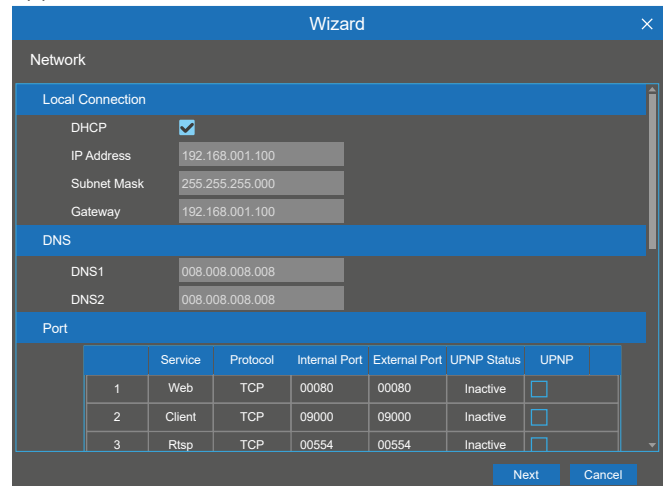 Wizard
Network
Local Connection
DHCP
IP Address 192.168.001.100
Subnet Mask 255.255.255.000
Gateway 192.168.001.100
DNS
DNS1 008.008.008.008
DNS2 008.008.008.008
Port
Service Protocol Internal Port External Port UPNP Status UPNP
1 Web TCP 00080 00080 Inactive
2 Client TCP 09000 09000 Inactive
3 Rtsp TCP 00554 00554 Inactive
Next Cancel